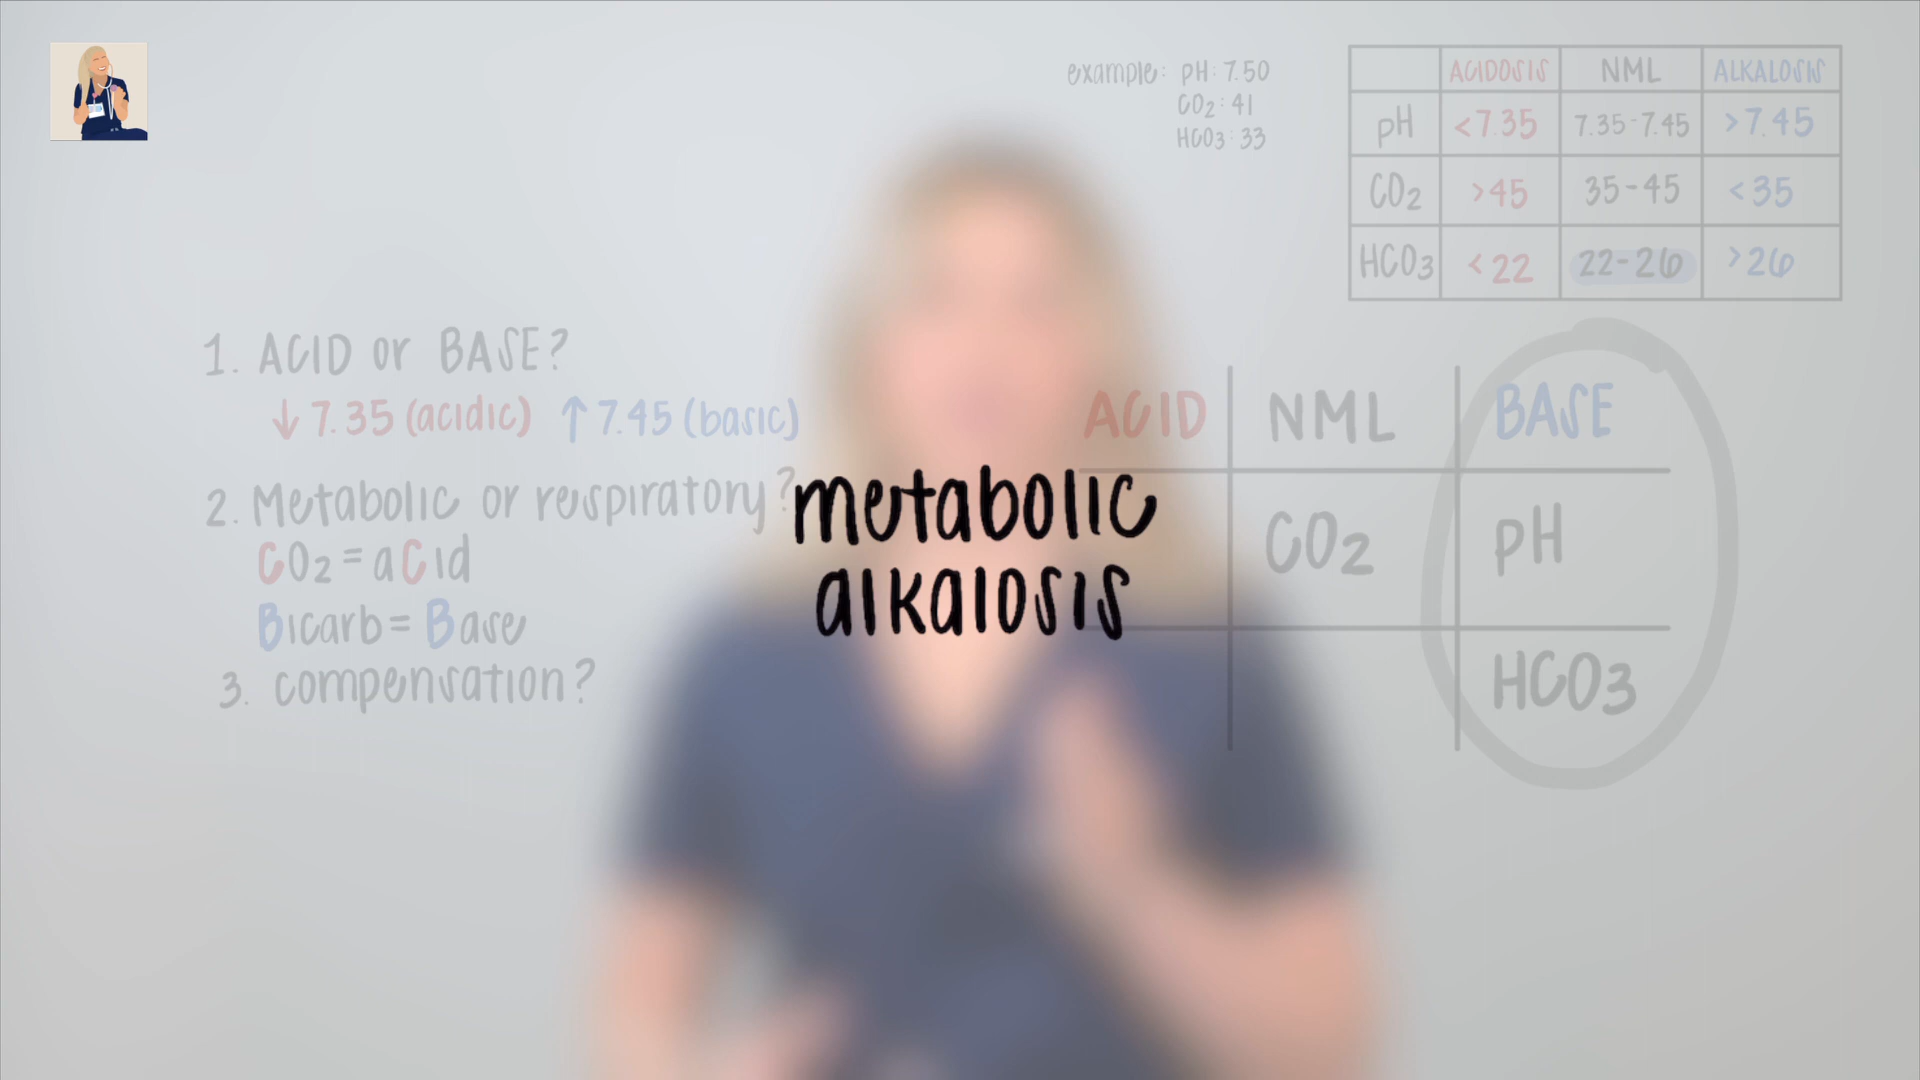 example: pH: 7.50
CO2: 41
HCO3: 33
ACIDOSIS NML ALKALOSIS
pH <7.35 7.35-7.45 >7.45
CO2 >45 35-45 <35
HCO3 <22 22-26 >26
1. ACID or BASE?
↓ 7.35 (acidic) ↑ 7.45 (basic)
2. Metabolic or respiratory?
CO2 = aCid
Bicarb = Base
3. compensation?
ACID NML BASE
CO2 pH
HCO3
metabolic
alkalosis